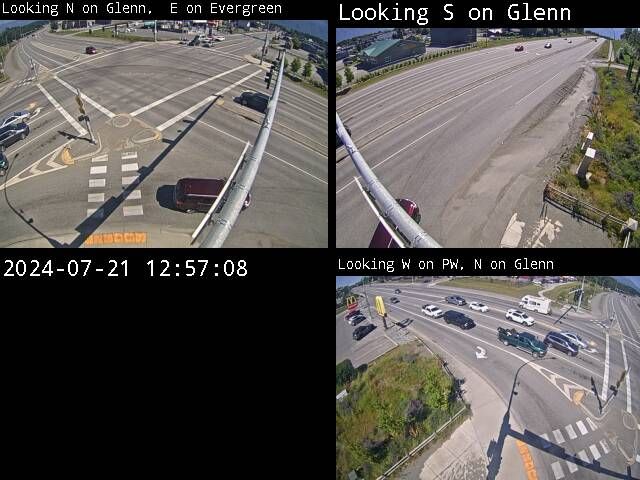 Looking N on Glenn, E on Evergreen
Looking S on Glenn
2024-07-21 12:57:08
Looking W on PW, N on Glenn